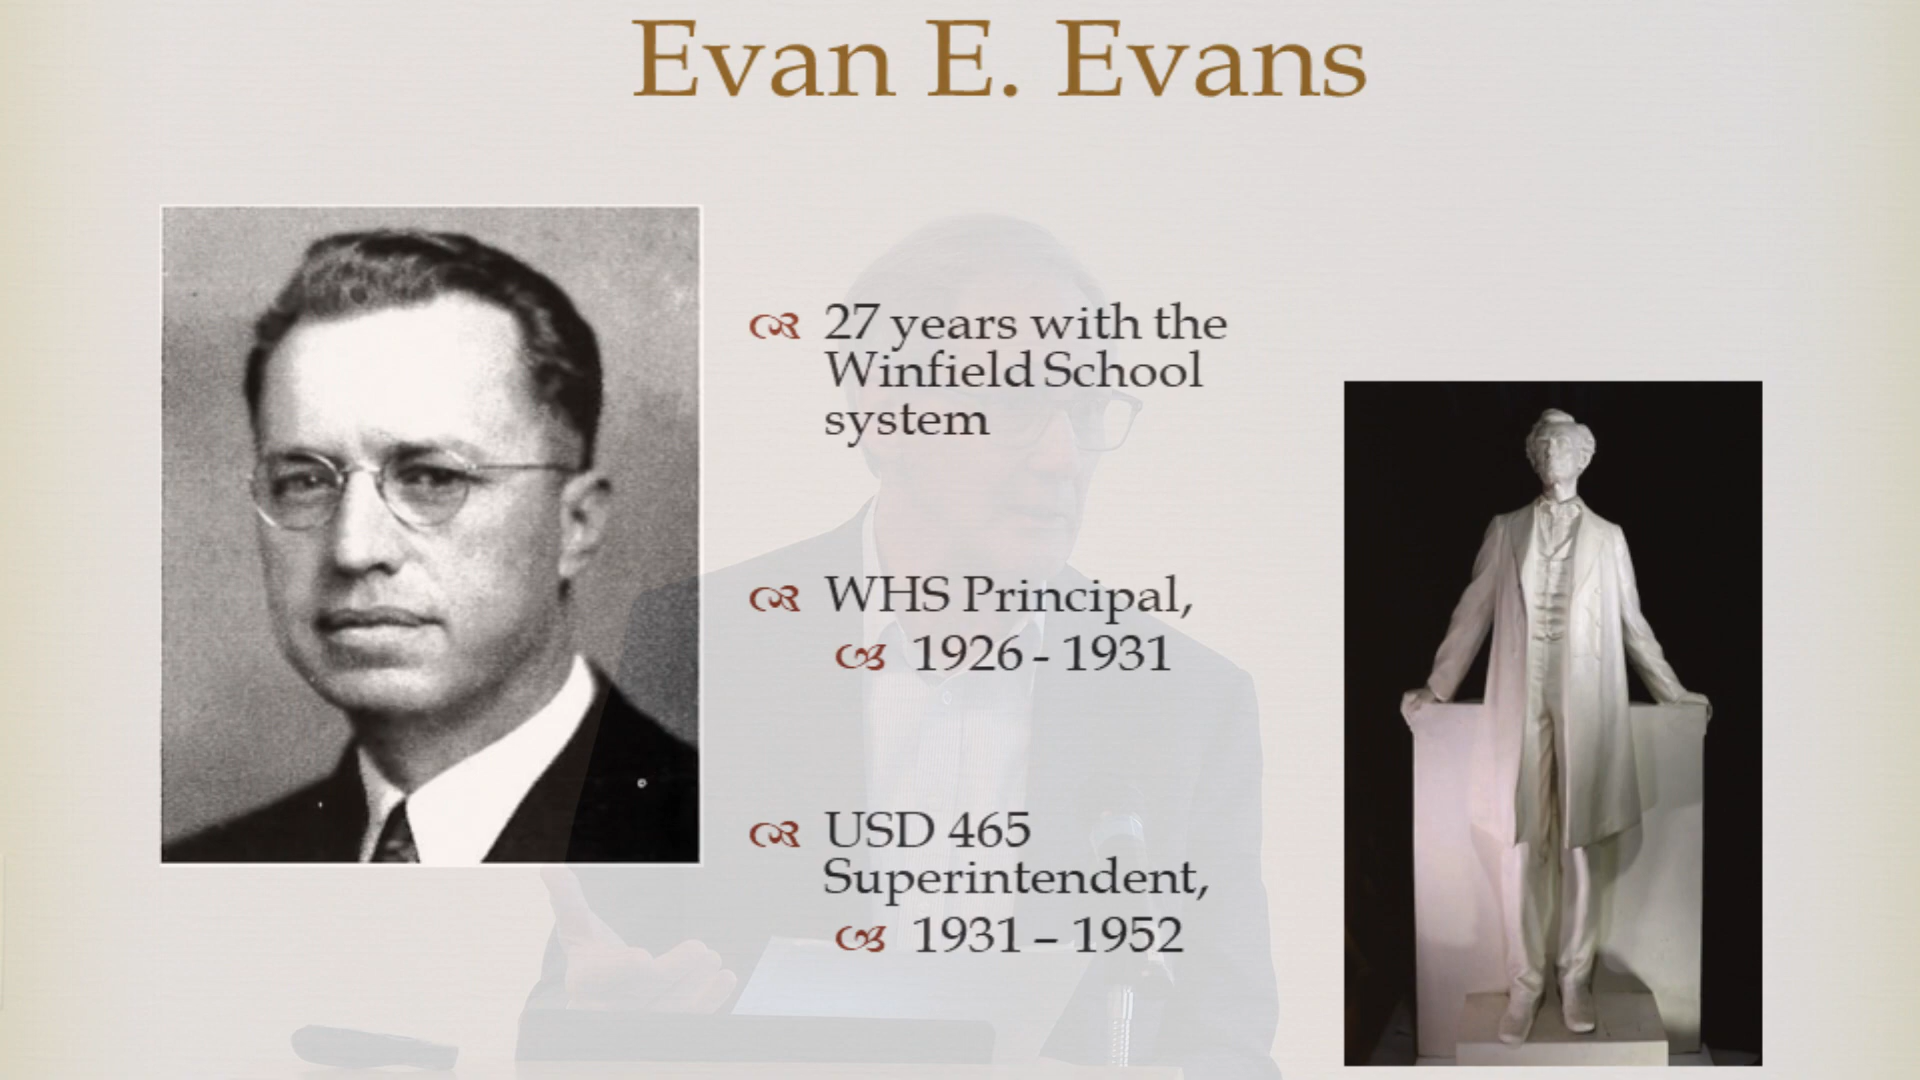 Evan E. Evans
27 years with the
Winfield School
system
WHS Principal,
1926 - 1931
USD 465
Superintendent,
1931 – 1952